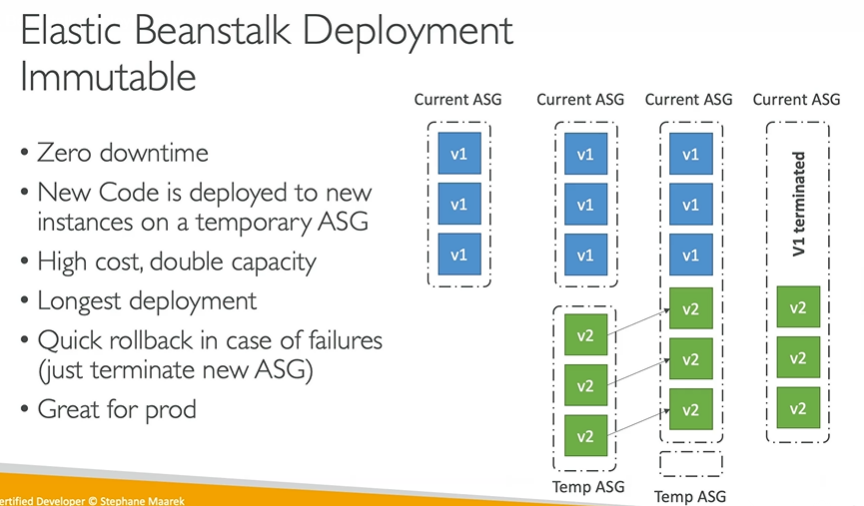 Elastic Beanstalk Deployment
Immutable
• Zero downtime
• New Code is deployed to new
instances on a temporary ASG
• High cost, double capacity
• Longest deployment
• Quick rollback in case of failures
(just terminate new ASG)
• Great for prod
Current ASG
v1
v1
v1
Current ASG
v1
v1
v1
v2
v2
v2
Temp ASG
Current ASG
v1
v1
v1
v2
v2
v2
Temp ASG
Current ASG
V1 terminated
v2
v2
v2
ertified Developer © Stephane Maarek